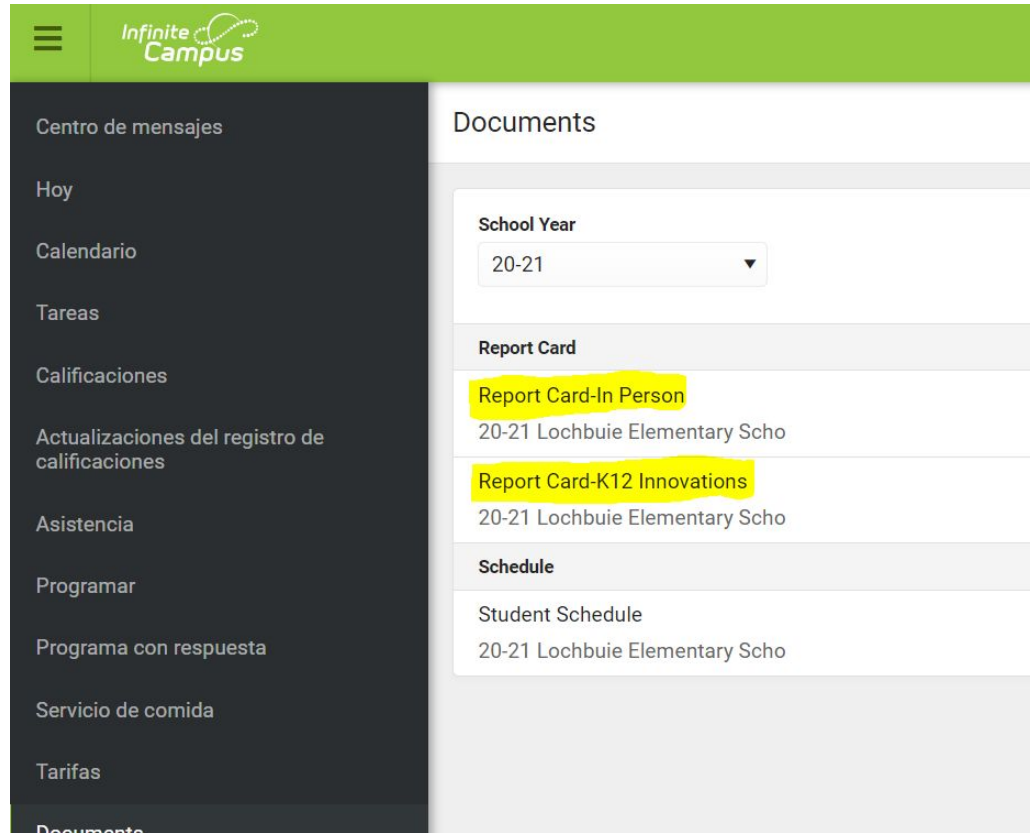 Infinite
Campus
Centro de mensajes
Hoy
Calendario
Tareas
Calificaciones
Actualizaciones del registro de
calificaciones
Asistencia
Programar
Programa con respuesta
Servicio de comida
Tarifas
Documents
Documents
School Year
20-21
Report Card
Report Card-In Person
20-21 Lochbuie Elementary Scho
Report Card-K12 Innovations
20-21 Lochbuie Elementary Scho
Schedule
Student Schedule
20-21 Lochbuie Elementary Scho